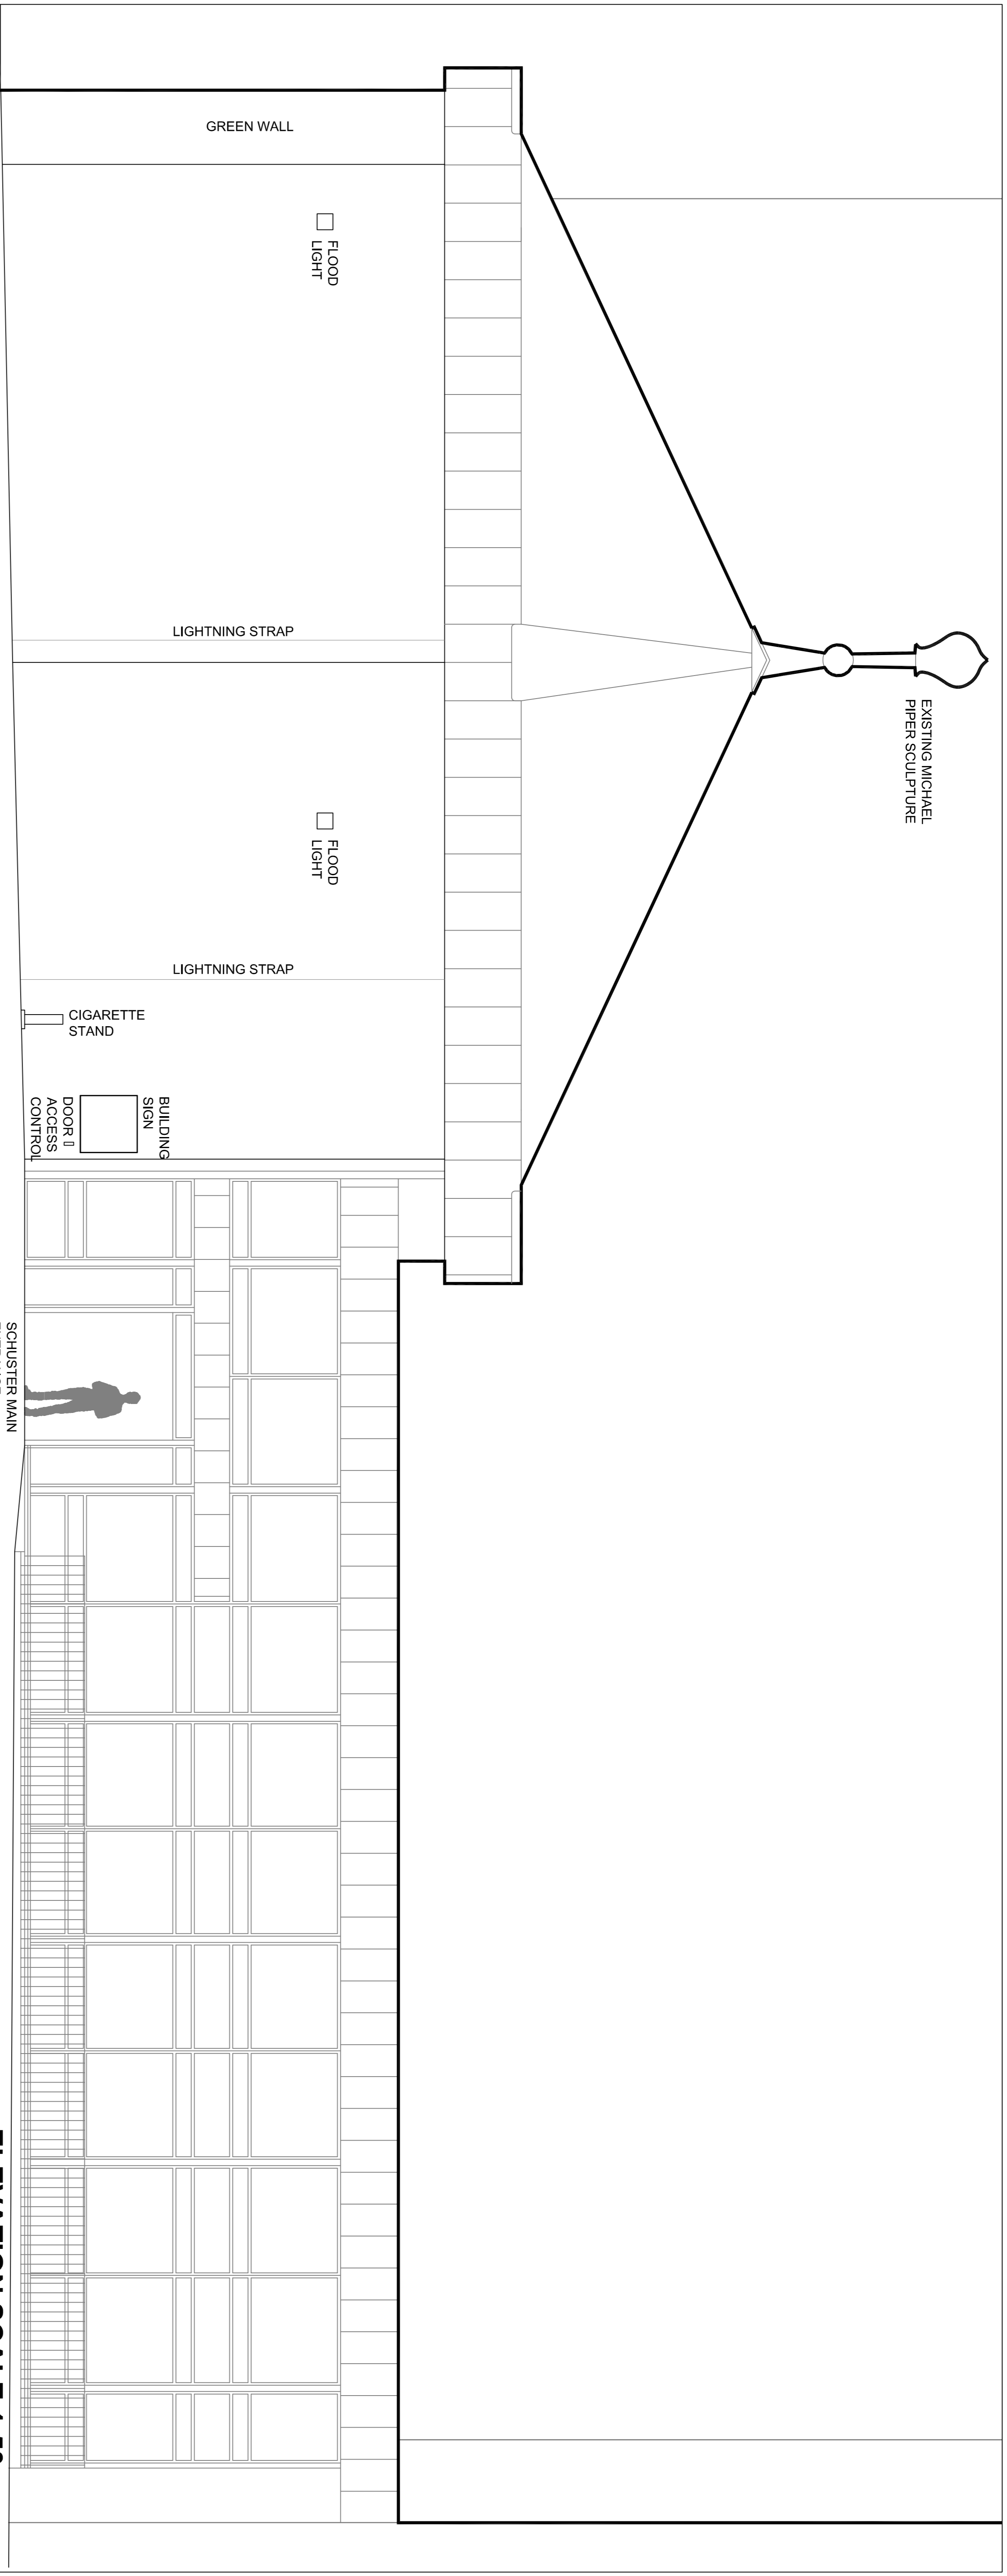 EXISTING MICHAEL
PIPER SCULPTURE
GREEN WALL
FLOOD
LIGHT
LIGHTNING STRAP
FLOOD
LIGHT
LIGHTNING STRAP
CIGARETTE
STAND
BUILDING
SIGN
DOOR
ACCESS
CONTROL
SCHUSTER MAIN